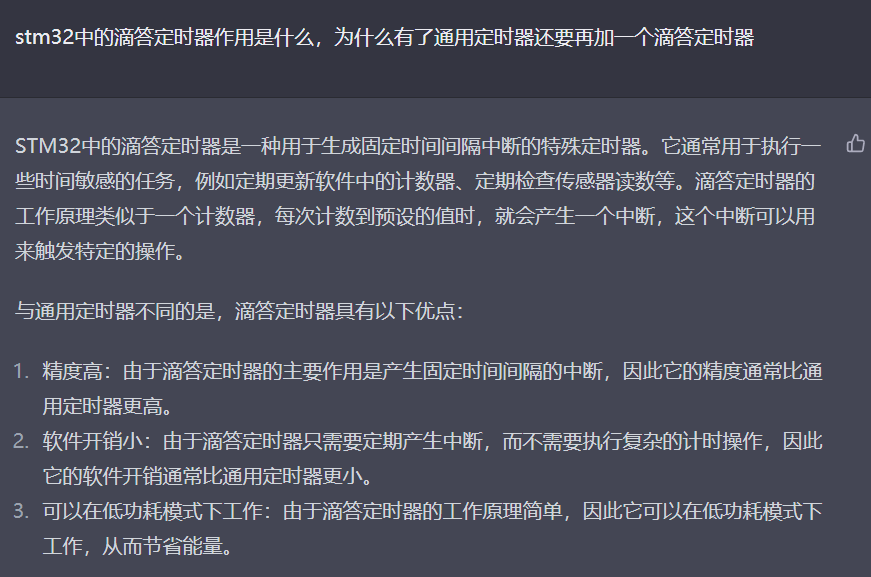 stm32中的滴答定时器作用是什么，为什么有了通用定时器还要再加一个滴答定时器
STM32中的滴答定时器是一种用于生成固定时间间隔中断的特殊定时器。它通常用于执行一
些时间敏感的任务，例如定期更新软件中的计数器、定期检查传感器读数等。滴答定时器的
工作原理类似于一个计数器，每次计数到预设的值时，就会产生一个中断，这个中断可以用
来触发特定的操作。
与通用定时器不同的是，滴答定时器具有以下优点：
1. 精度高：由于滴答定时器的主要作用是产生固定时间间隔的中断，因此它的精度通常比通
用定时器更高。
2. 软件开销小：由于滴答定时器只需要定期产生中断，而不需要执行复杂的计时操作，因此
它的软件开销通常比通用定时器更小。
3. 可以在低功耗模式下工作：由于滴答定时器的工作原理简单，因此它可以在低功耗模式下
工作，从而节省能量。